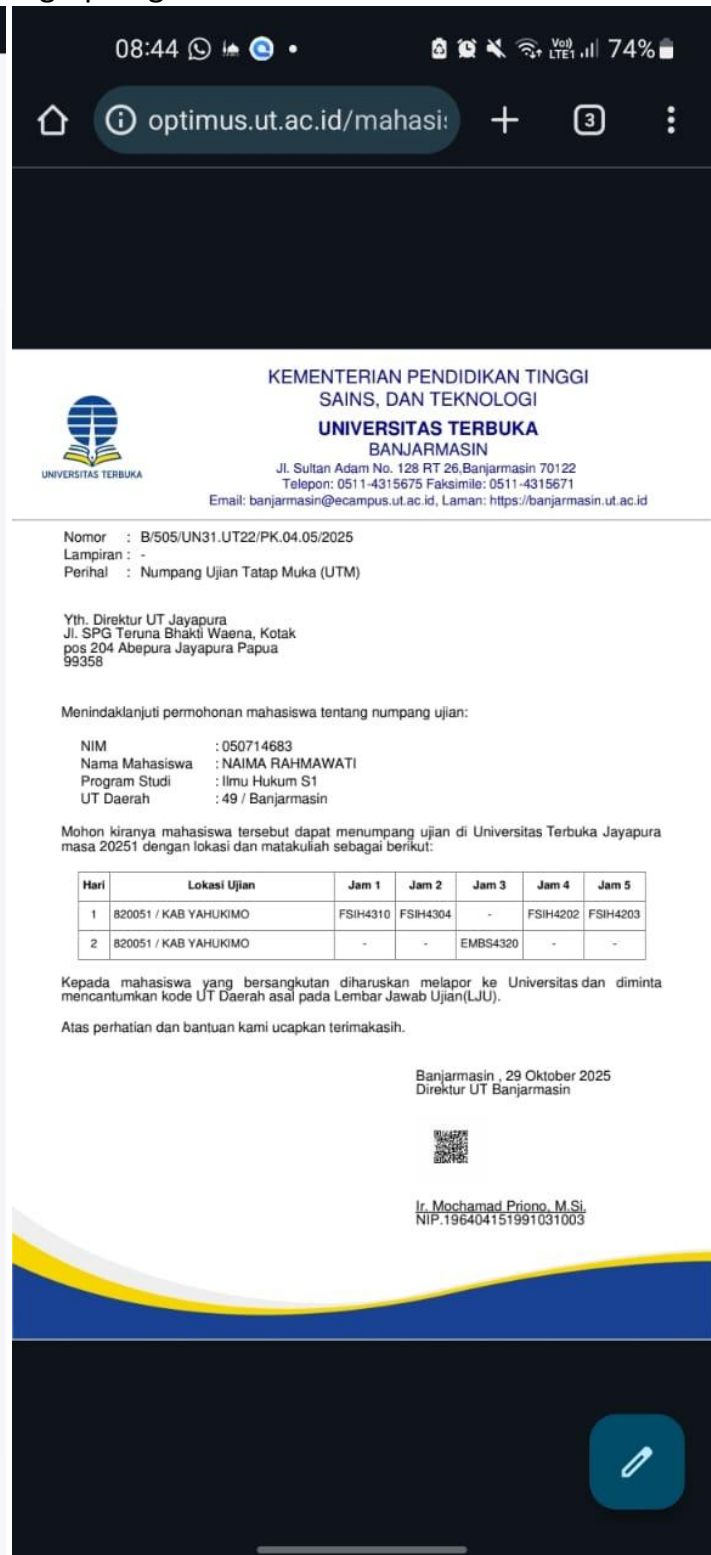 08:44
Vo)) LTE1 74%
optimus.ut.ac.id/mahasis
3
KEMENTERIAN PENDIDIKAN TINGGI
SAINS, DAN TEKNOLOGI
UNIVERSITAS TERBUKA
BANJARMASIN
UNIVERSITAS TERBUKA
Jl. Sultan Adam No. 128 RT 26,Banjarmasin 70122
Telepon: 0511-4315675 Faksimile: 0511-4315671
Email: banjarmasin@ecampus.ut.ac.id, Laman: https://banjarmasin.ut.ac.id
Nomor : B/505/UN31.UT22/PK.04.05/2025
Lampiran : -
Perihal : Numpang Ujian Tatap Muka (UTM)
Yth. Direktur UT Jayapura
Jl. SPG Teruna Bhakti Waena, Kotak
pos 204 Abepura Jayapura Papua
99358
Menindaklanjuti permohonan mahasiswa tentang numpang ujian:
NIM : 050714683
Nama Mahasiswa : NAIMA RAHMAWATI
Program Studi : Ilmu Hukum S1
UT Daerah : 49 / Banjarmasin
Mohon kiranya mahasiswa tersebut dapat menumpang ujian di Universitas Terbuka Jayapura
masa 20251 dengan lokasi dan matakuliah sebagai berikut:
Hari Lokasi Ujian Jam 1 Jam 2 Jam 3 Jam 4 Jam 5
1 820051 / KAB YAHUKIMO FSIH4310 FSIH4304 - FSIH4202 FSIH4203
2 820051 / KAB YAHUKIMO - - EMBS4320 - -
Kepada mahasiswa yang bersangkutan diharuskan melapor ke Universitas dan diminta
mencantumkan kode UT Daerah asal pada Lembar Jawab Ujian(LJU).
Atas perhatian dan bantuan kami ucapkan terimakasih.
Banjarmasin , 29 Oktober 2025
Direktur UT Banjarmasin
Ir. Mochamad Priono, M.Si.
NIP.196404151991031003